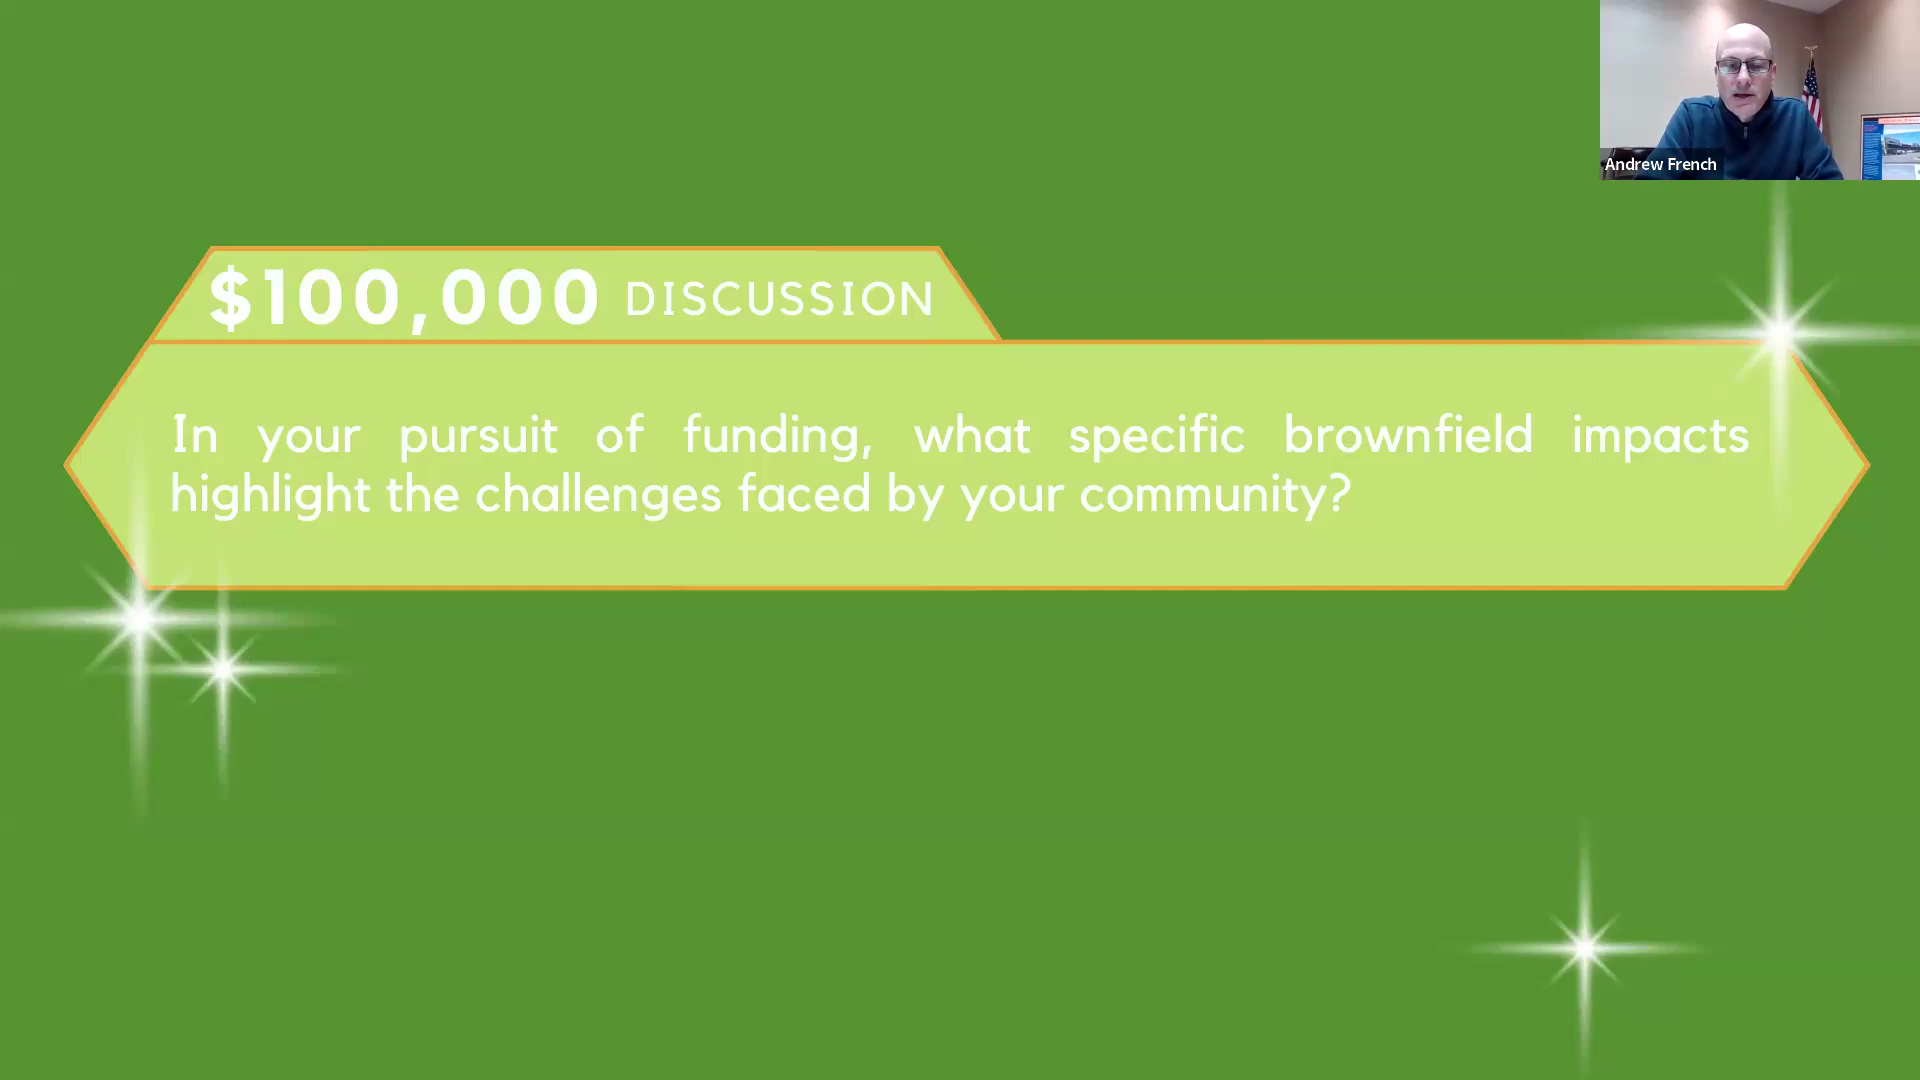 Andrew French
$100,000 DISCUSSION
In your pursuit of funding, what specific brownfield impacts
highlight the challenges faced by your community?